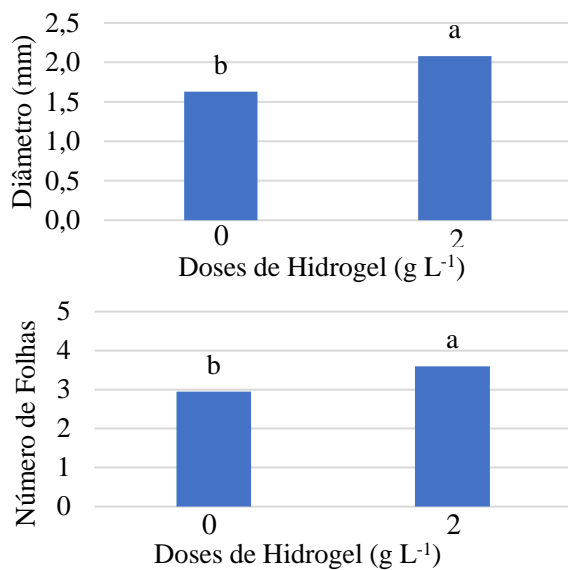 Diâmetro (mm)
2,5
2,0
1,5
1,0
0,5
0,0
b
a
0
2
Doses de Hidrogel (g L-1)
Número de Folhas
5
4
3
2
1
0
b
a
0
2
Doses de Hidrogel (g L-1)